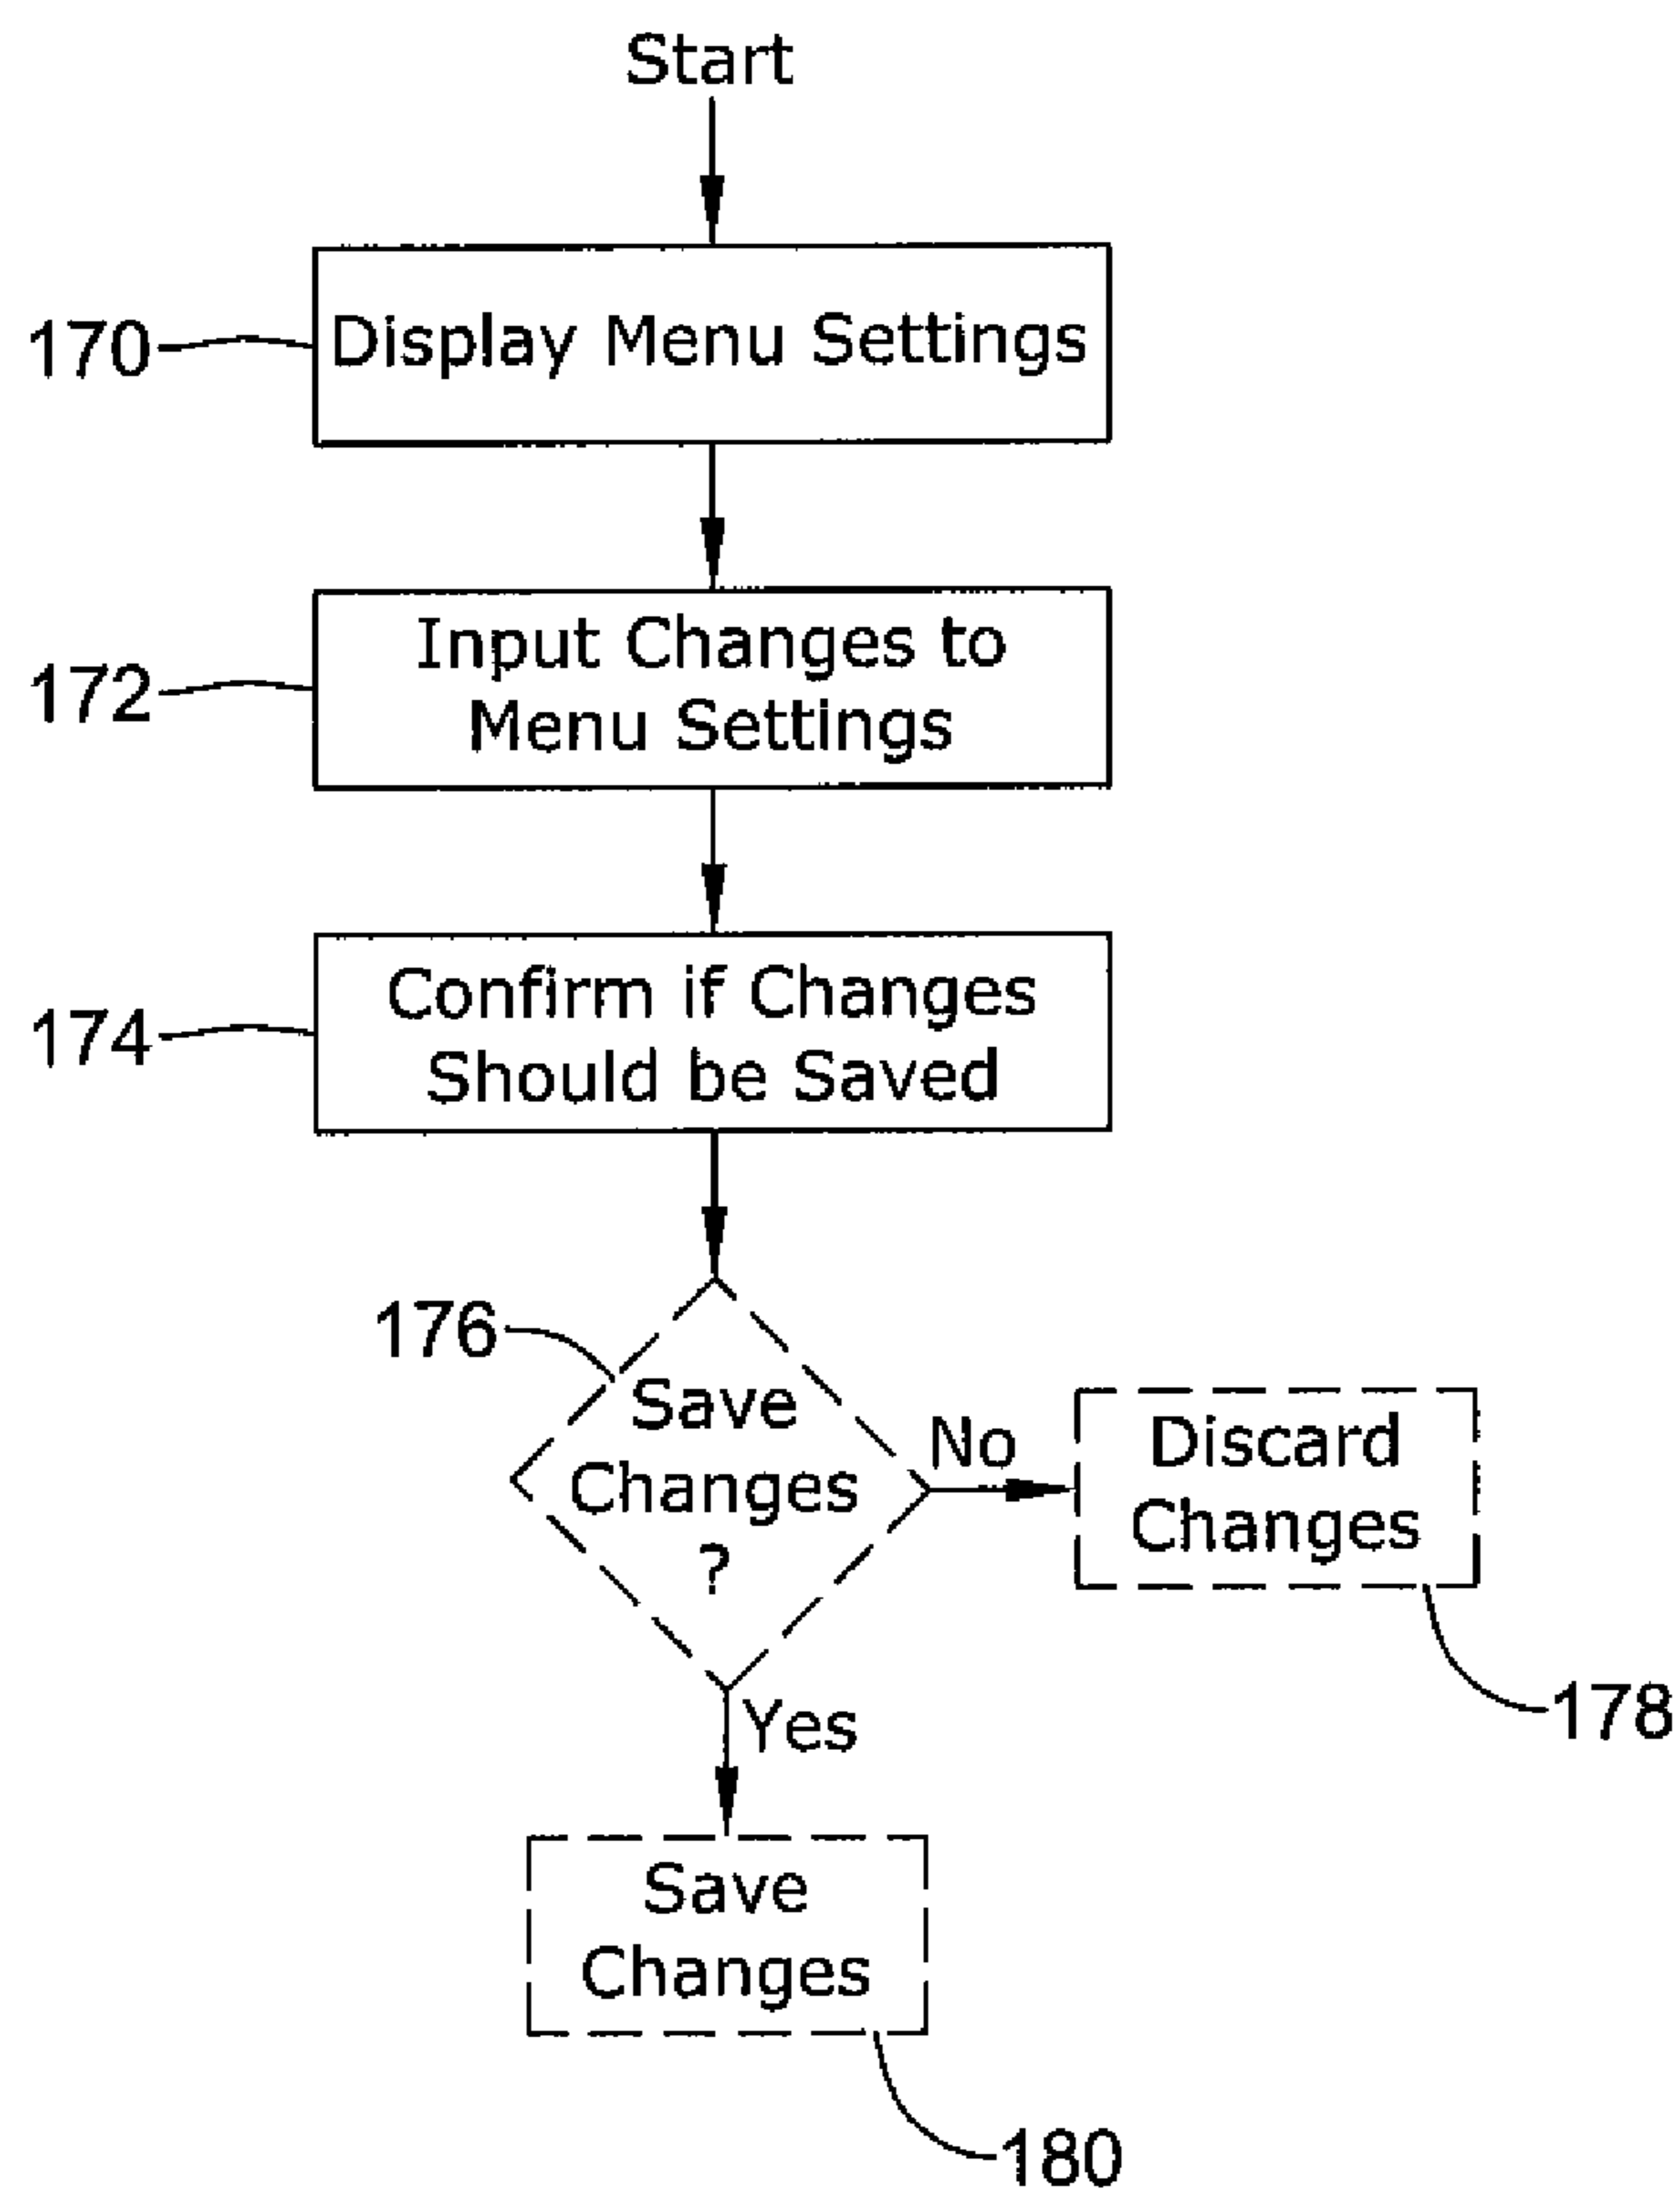 Start
170
Display Menu Settings
172
Input Changes to
Menu Settings
174
Confirm if Changes
Should be Saved
176
Save
Changes
?
No
Discard
Changes
178
Yes
Save
Changes
180